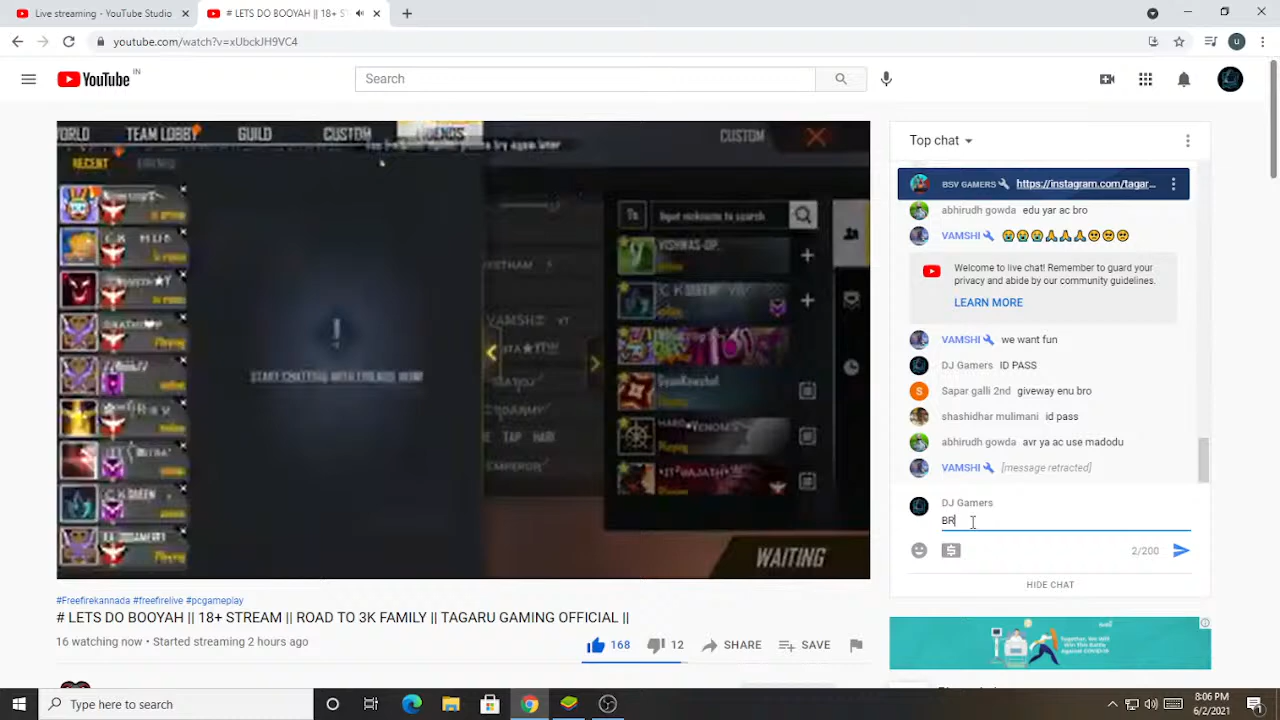 Live streaming - YouTube Studio
# LETS DO BOOYAH || 18+ ST
youtube.com/watch?v=xUbckJH9VC4
YouTube IN
Search
TEAM LOBBY
GUILD
CUSTOM
CUSTOM
RECENT
Input nickname to search
WAITING
Top chat
BSV GAMERS https://instagram.com/tagar...
abhirudh gowda edu yar ac bro
VAMSHI 😭😭😭🙏🙏🙏🙁🙁🙁
Welcome to live chat! Remember to guard your
privacy and abide by our community guidelines.
LEARN MORE
VAMSHI we want fun
DJ Gamers ID PASS
Sapar galli 2nd giveway enu bro
shashidhar mulimani id pass
abhirudh gowda avr ya ac use madodu
VAMSHI [message retracted]
DJ Gamers
BR
2/200
HIDE CHAT
#Freefirekannada #freefirelive #pcgameplay
# LETS DO BOOYAH || 18+ STREAM || ROAD TO 3K FAMILY || TAGARU GAMING OFFICIAL ||
16 watching now • Started streaming 2 hours ago
168
12
SHARE
SAVE
Type here to search
8:06 PM
6/2/2021